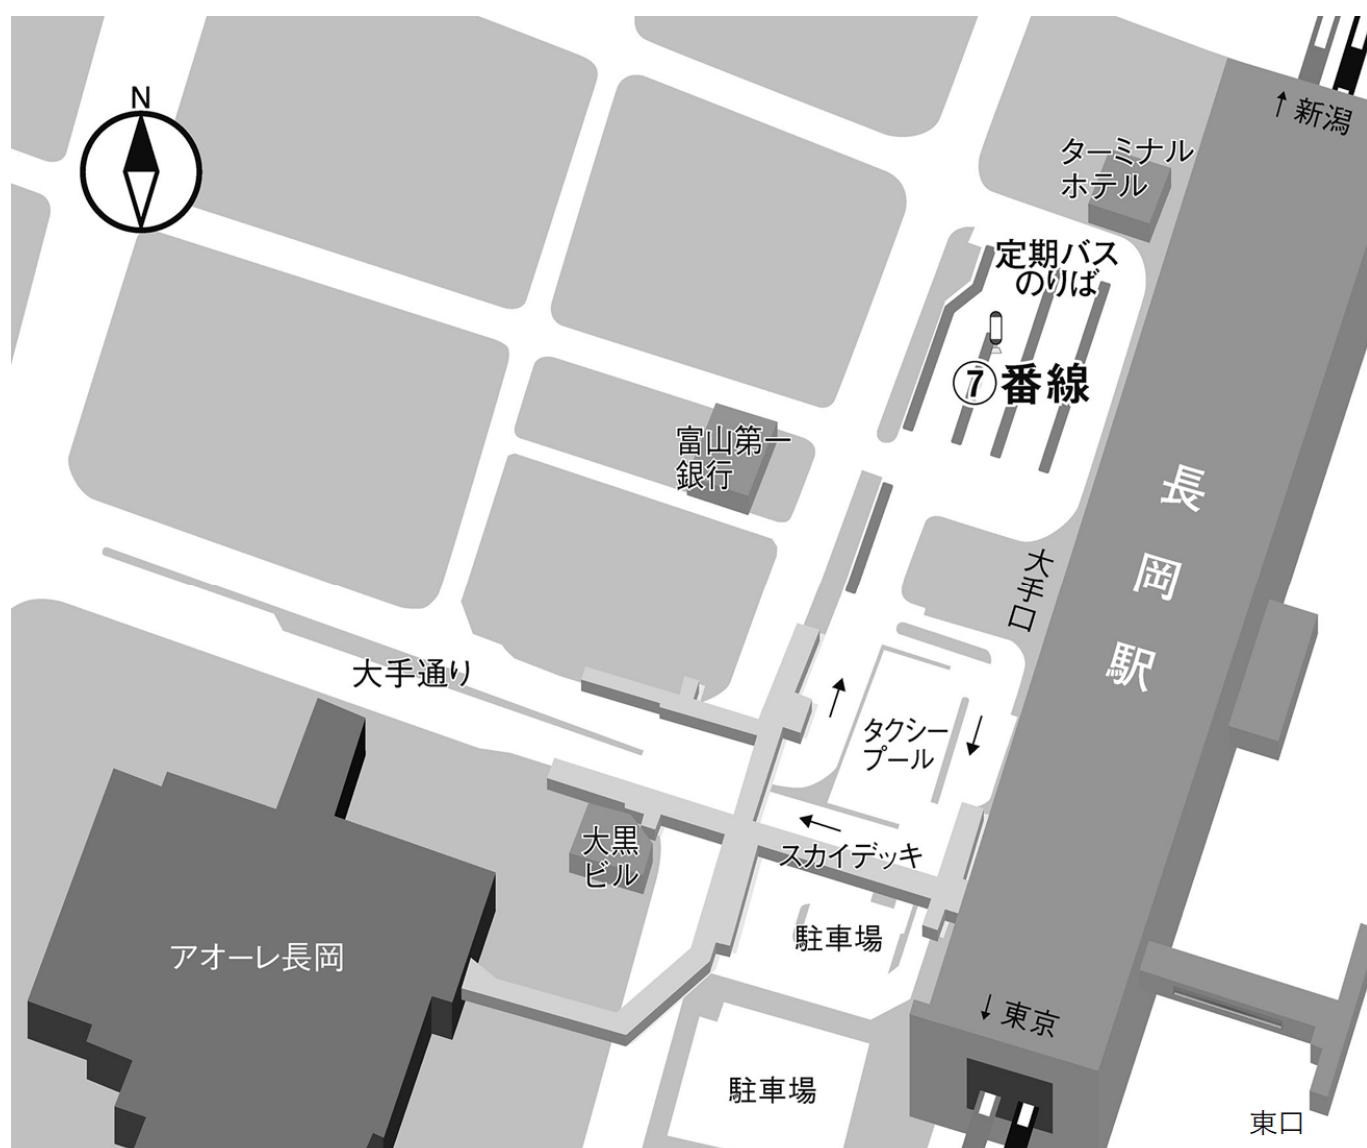 N
↑新潟
ターミナル
ホテル
定期バス
のりば
⑦番線
富山第一
銀行
長岡駅
大手口
大手通り
タクシー
プール
スカイデッキ
大黒
ビル
アオーレ長岡
駐車場
↓東京
駐車場
東口